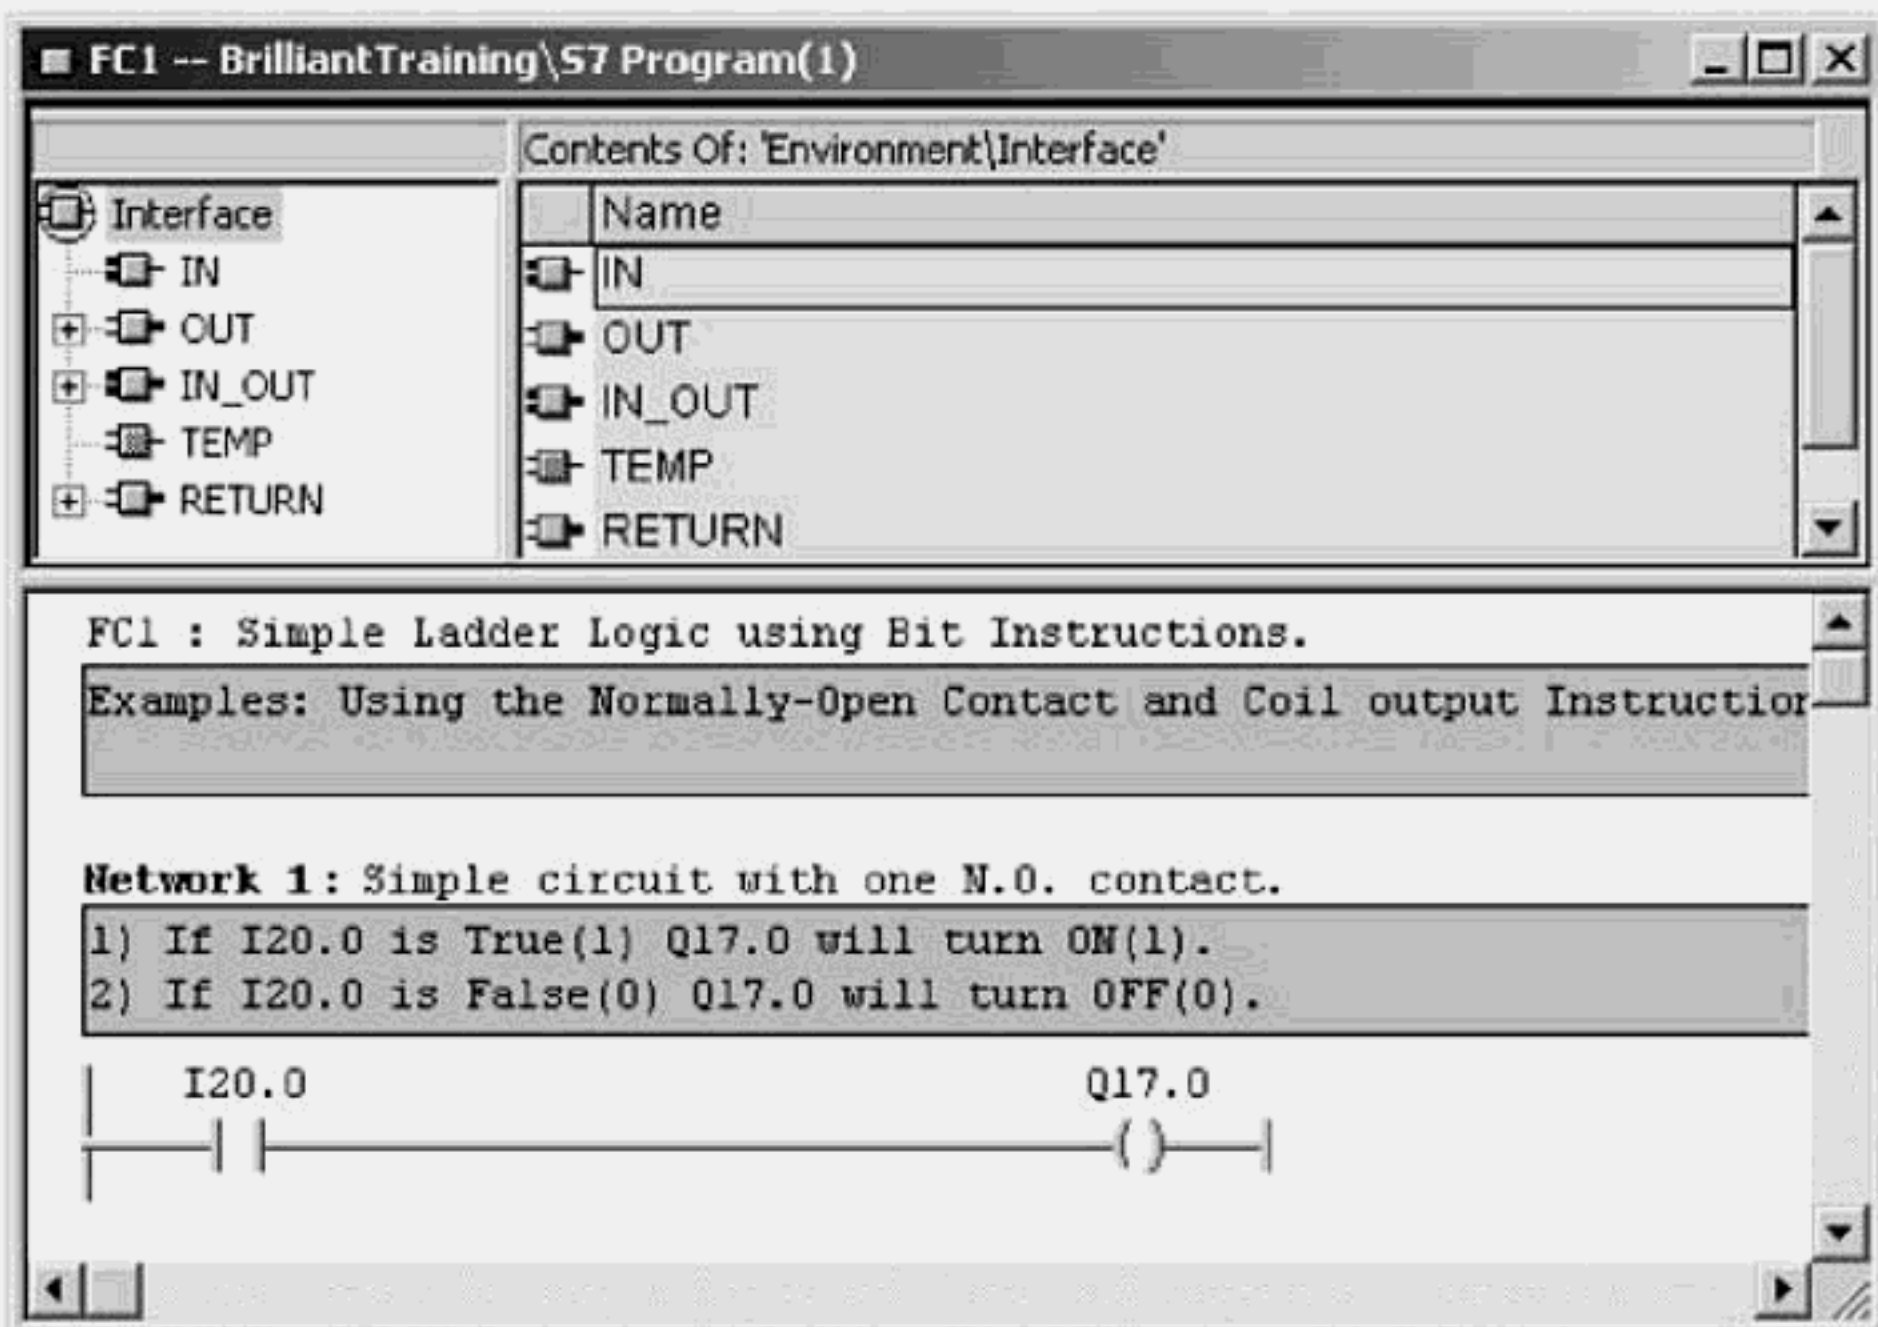 FC1 -- BrilliantTraining\S7 Program(1)
Contents Of: 'Environment\Interface'
Interface
IN
OUT
IN_OUT
TEMP
RETURN
Name
IN
OUT
IN_OUT
TEMP
RETURN
FC1 : Simple Ladder Logic using Bit Instructions.
Examples: Using the Normally-Open Contact and Coil output Instruction
Network 1: Simple circuit with one N.O. contact.
1) If I20.0 is True(1) Q17.0 will turn ON(1).
2) If I20.0 is False(0) Q17.0 will turn OFF(0).
I20.0 Q17.0